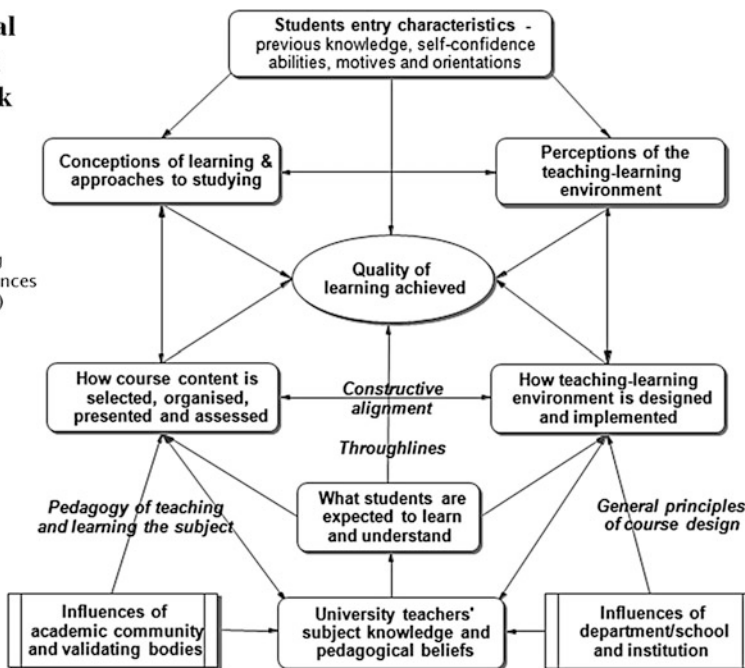 al
k
Students entry characteristics -
previous knowledge, self-confidence
abilities, motives and orientations
Conceptions of learning &
approaches to studying
Perceptions of the
teaching-learning
environment
nces
)
Quality of
learning achieved
How course content is
selected, organised,
presented and assessed
Constructive
alignment
How teaching-learning
environment is designed
and implemented
Throughlines
Pedagogy of teaching
and learning the subject
What students are
expected to learn
and understand
General principles
of course design
Influences of
academic community
and validating bodies
University teachers'
subject knowledge and
pedagogical beliefs
Influences of
department/school
and institution